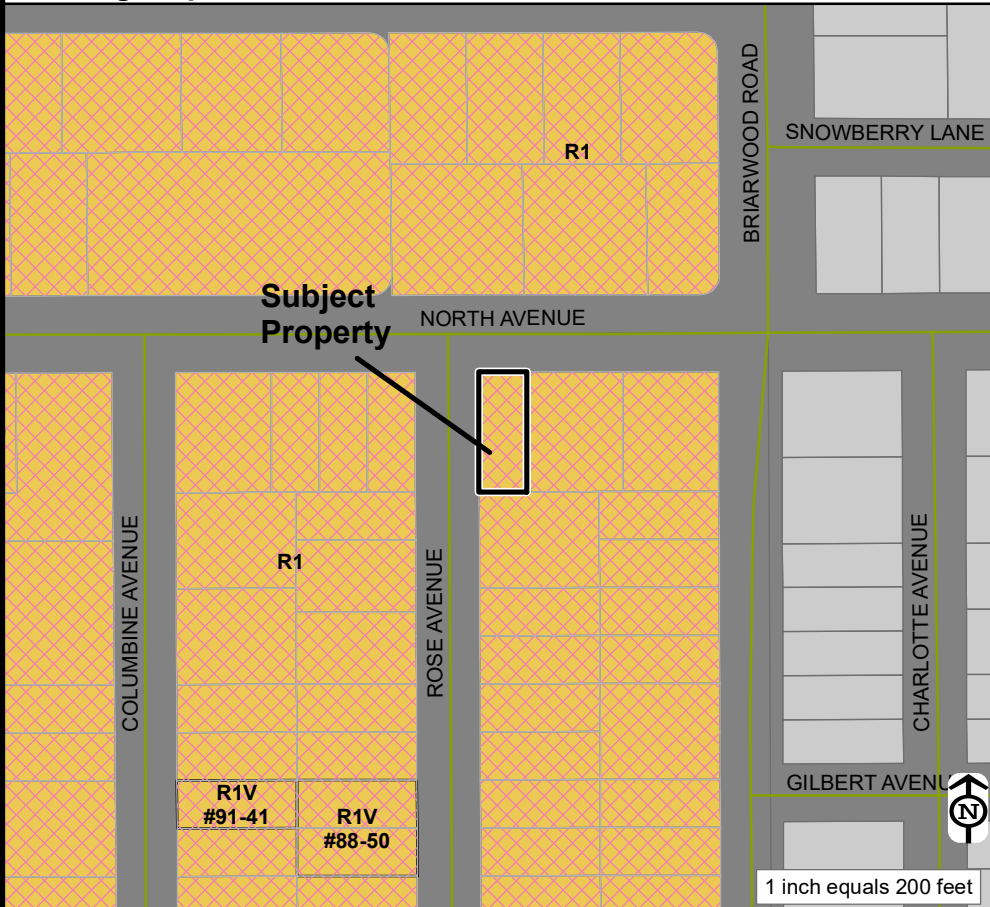 BRIARWOOD ROAD
SNOWBERRY LANE
R1
Subject
Property
NORTH AVENUE
COLUMBINE AVENUE
R1
ROSE AVENUE
CHARLOTTE AVENUE
R1V
#91-41
R1V
#88-50
GILBERT AVENU
N
1 inch equals 200 feet